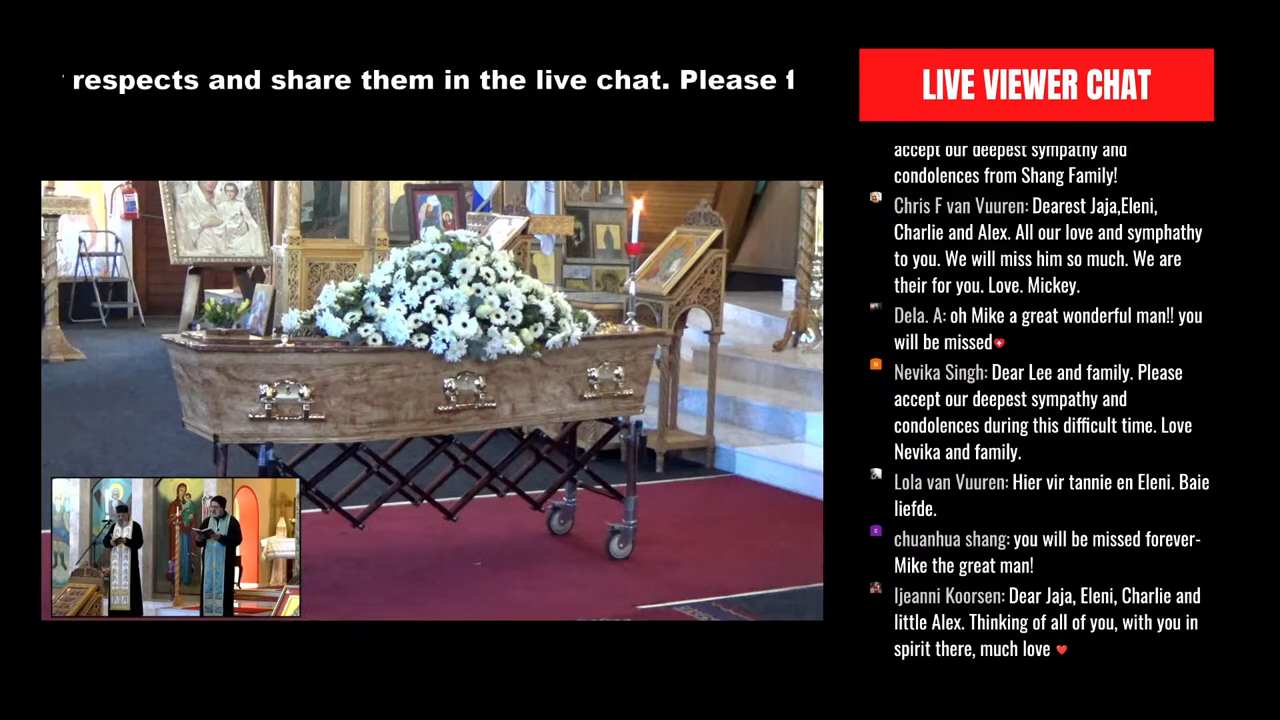 respects and share them in the live chat. Please
LIVE VIEWER CHAT
accept our deepest sympathy and
condolences from Shang Family!
Chris F van Vuuren: Dearest Jaja,Eleni,
Charlie and Alex. All our love and symphathy
to you. We will miss him so much. We are
their for you. Love. Mickey.
Dela. A: oh Mike a great wonderful man!! you
will be missed
Nevika Singh: Dear Lee and family. Please
accept our deepest sympathy and
condolences during this difficult time. Love
Nevika and family.
Lola van Vuuren: Hier vir tannie en Eleni. Baie
liefde.
chuanhua shang: you will be missed forever-
Mike the great man!
Ijeanni Koorsen: Dear Jaja, Eleni, Charlie and
little Alex. Thinking of all of you, with you in
spirit there, much love